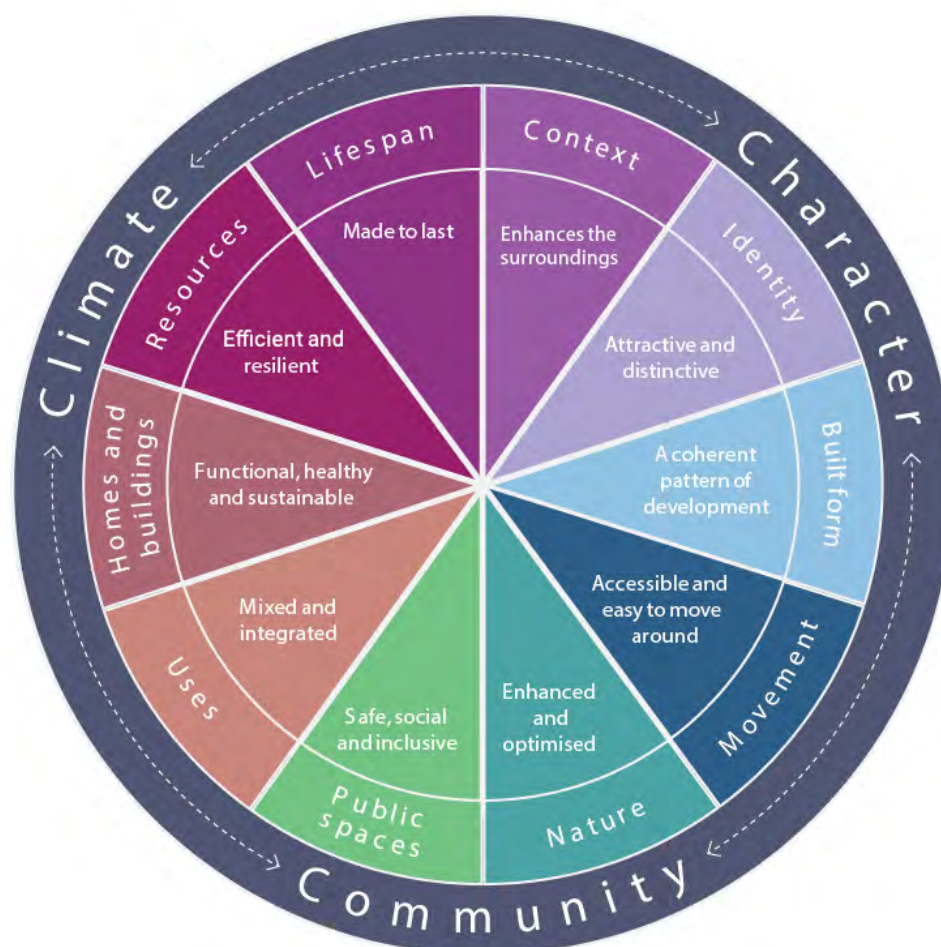 Climate
Character
Community
Context
Enhances the
surroundings
Identity
Attractive and
distinctive
Built form
A coherent
pattern of
development
Movement
Accessible and
easy to move
around
Nature
Enhanced
and
optimised
Public
spaces
Safe, social
and inclusive
Uses
Mixed and
integrated
Homes and
buildings
Functional, healthy
and sustainable
Resources
Efficient and
resilient
Lifespan
Made to last